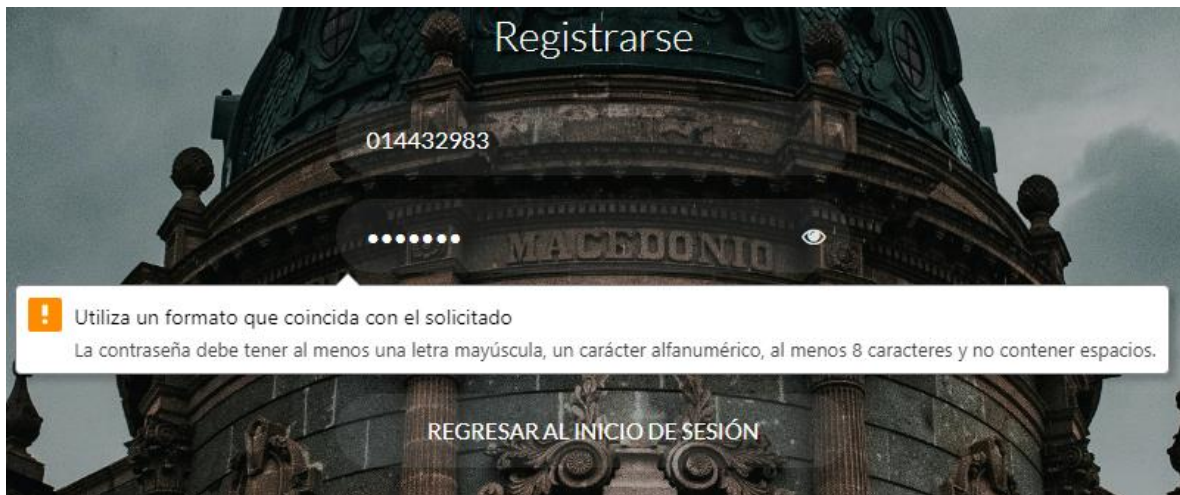 Registrarse
014432983
•••••••
MACEDONIO
Utiliza un formato que coincida con el solicitado
La contraseña debe tener al menos una letra mayúscula, un carácter alfanumérico, al menos 8 caracteres y no contener espacios.
REGRESAR AL INICIO DE SESIÓN